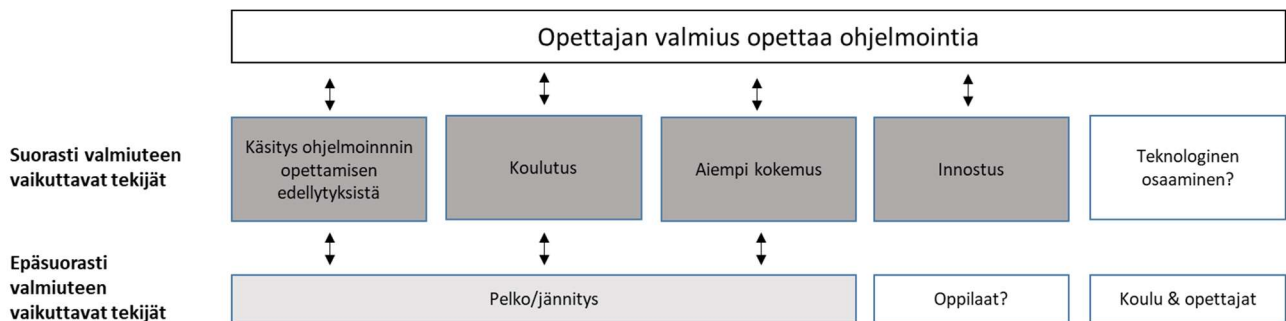 Opettajan valmius opettaa ohjelmointia
Suorasti valmiuteen
vaikuttavat tekijät
Käsitys ohjelmoinnnin
opettamisen
edellytyksistä
Koulutus
Aiempi kokemus
Innostus
Teknologinen
osaaminen?
Epäsuorasti
valmiuteen
vaikuttavat tekijät
Pelko/jännitys
Oppilaat?
Koulu & opettajat